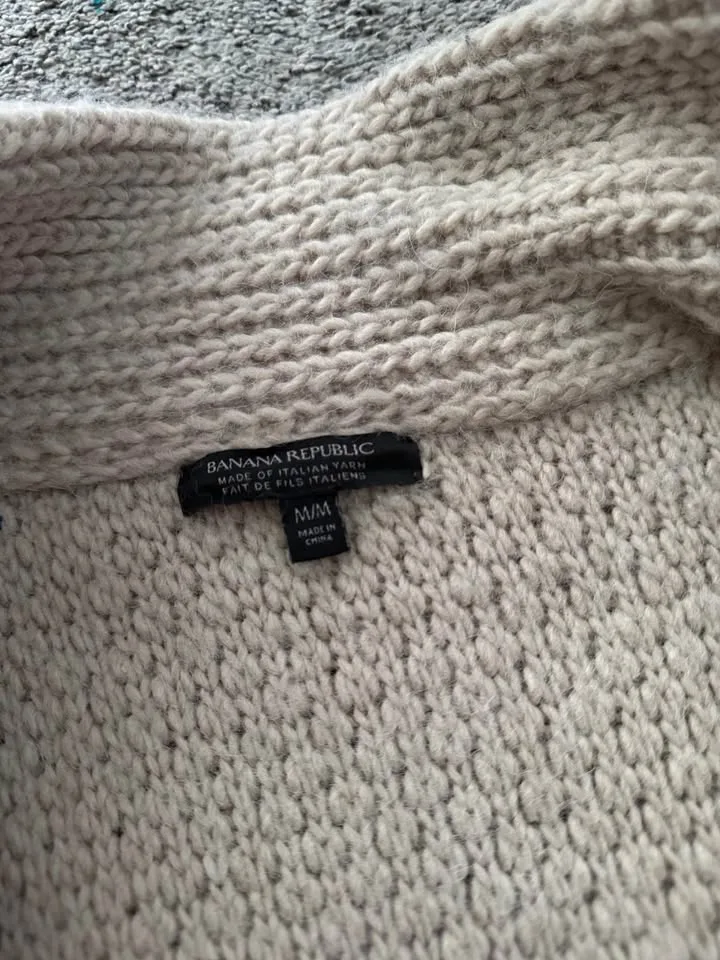 BANANA REPUBLIC
MADE OF ITALIAN YARN
FAIT DE FILS ITALIENS
M/M
MADE IN
CHINA